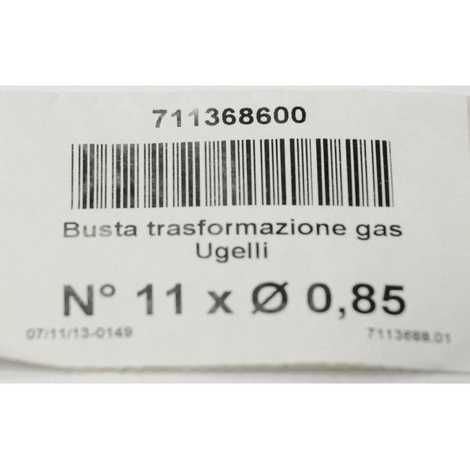 711368600
Busta trasformazione gas
Ugelli
N° 11 x Ø 0,85
07/11/13-0149
7113688.01